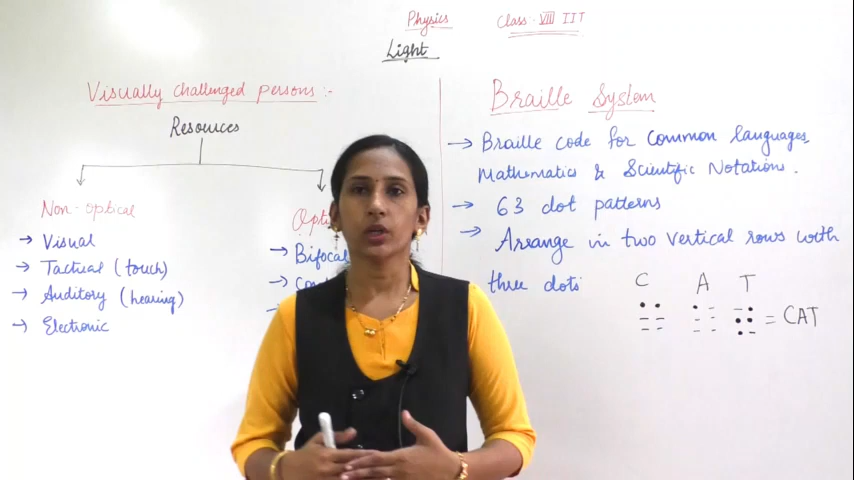 Physics Class - VIII IIT
Light
Visually challenged persons :-
Resources
Non-optical
→ Visual
→ Tactual (touch)
→ Auditory (hearing)
→ Electronic
→ Bifocal
Braille System
→ Braille code for common languages,
Mathematics & Scientific Notations.
→ 63 dot patterns
→ Arrange in two vertical rows with
three dots
C A T
= CAT